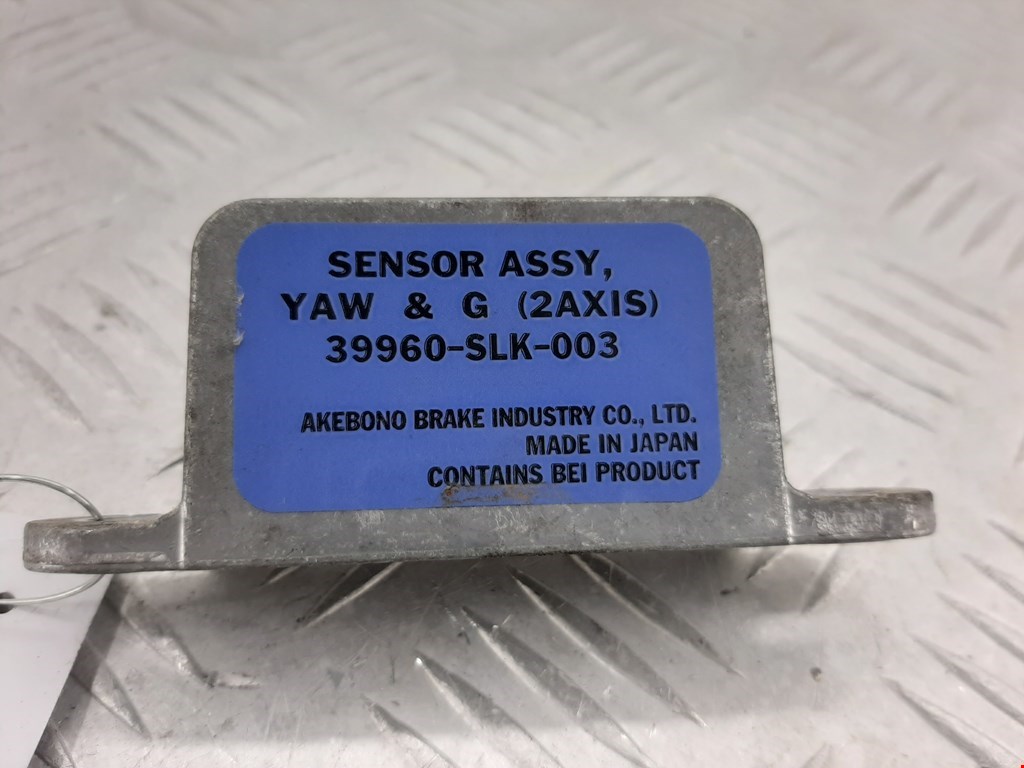 SENSOR ASSY,
YAW & G (2AXIS)
39960-SLK-003
AKEBONO BRAKE INDUSTRY CO., LTD.
MADE IN JAPAN
CONTAINS BEI PRODUCT